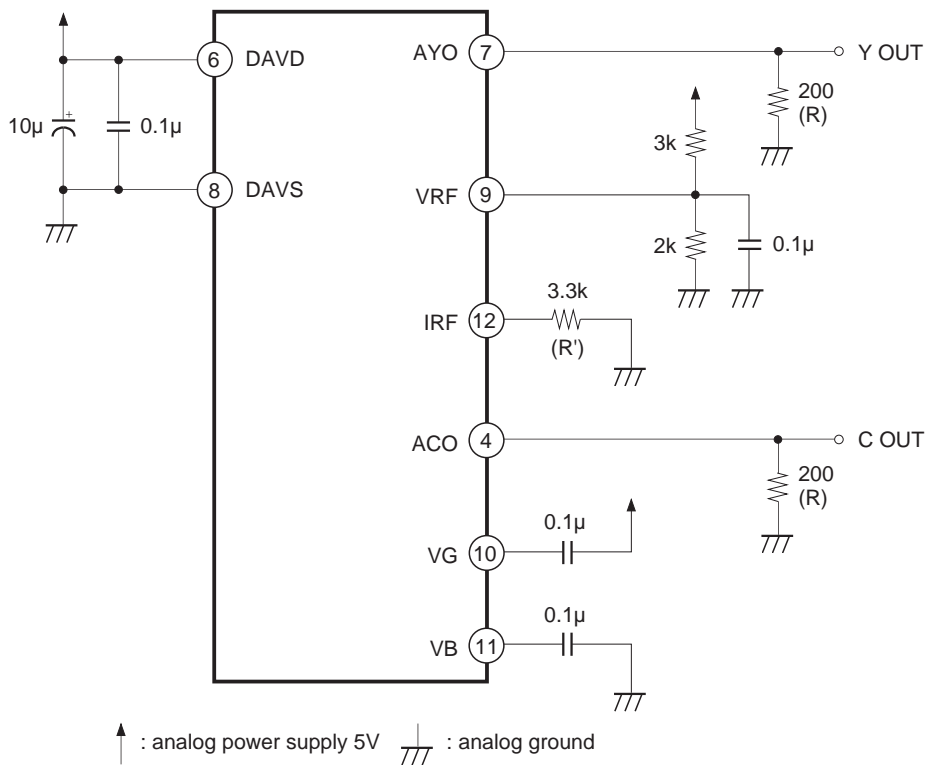 6 DAVD
AYO 7
Y OUT
200
(R)
10µ
+
0.1µ
3k
8 DAVS
VRF 9
2k
0.1µ
3.3k
IRF 12
(R')
ACO 4
C OUT
200
(R)
0.1µ
VG 10
0.1µ
VB 11
: analog power supply 5V
: analog ground